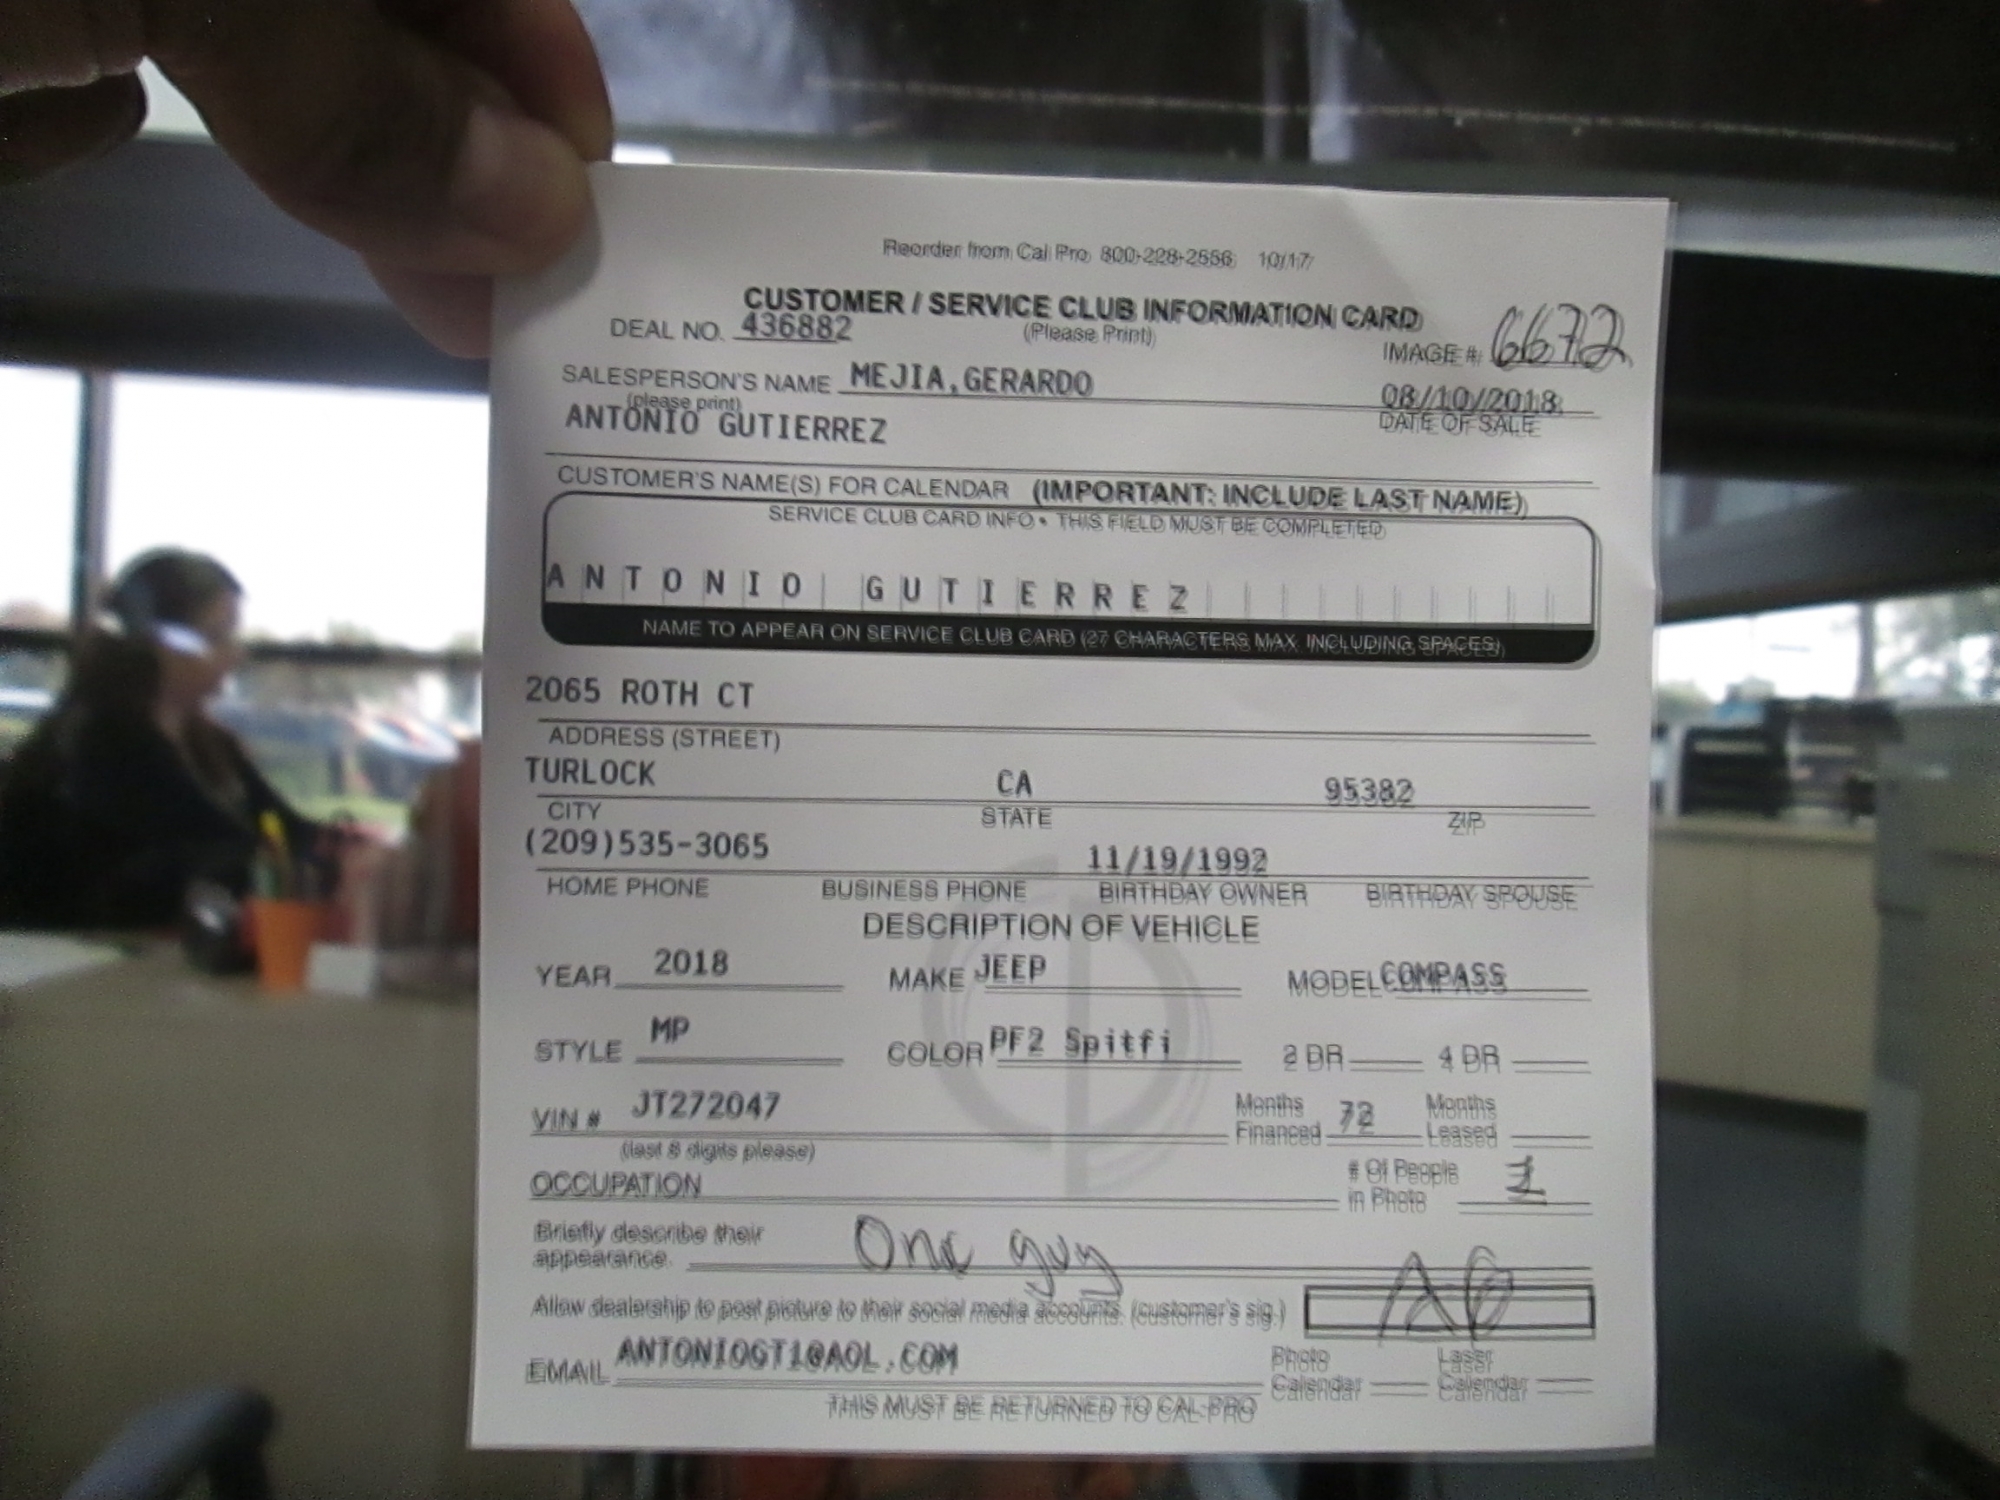 Reorder from Cal Pro 800-228-2556 10/17
CUSTOMER / SERVICE CLUB INFORMATION CARD
DEAL NO. 436882 (Please Print) IMAGE # 6672
SALESPERSON'S NAME MEJIA,GERARDO 08/10/2018
(please print) DATE OF SALE
ANTONIO GUTIERREZ
CUSTOMER'S NAME(S) FOR CALENDAR (IMPORTANT: INCLUDE LAST NAME)
SERVICE CLUB CARD INFO • THIS FIELD MUST BE COMPLETED
ANTONIO GUTIERREZ
NAME TO APPEAR ON SERVICE CLUB CARD (27 CHARACTERS MAX. INCLUDING SPACES)
2065 ROTH CT
ADDRESS (STREET)
TURLOCK CA 95382
CITY STATE ZIP
(209)535-3065 11/19/1992
HOME PHONE BUSINESS PHONE BIRTHDAY OWNER BIRTHDAY SPOUSE
DESCRIPTION OF VEHICLE
YEAR 2018 MAKE JEEP MODEL COMPASS
STYLE MP COLOR PF2 Spitfi 2 DR 4 DR
VIN # JT272047 Months Financed 72 Months Leased
(last 8 digits please)
OCCUPATION # Of People in Photo 1
Briefly describe their appearance. One guy
Allow dealership to post picture to their social media accounts. (customer's sig.) AG
EMAIL ANTONIOGT1@AOL.COM Photo Calendar Laser Calendar
THIS MUST BE RETURNED TO CAL-PRO